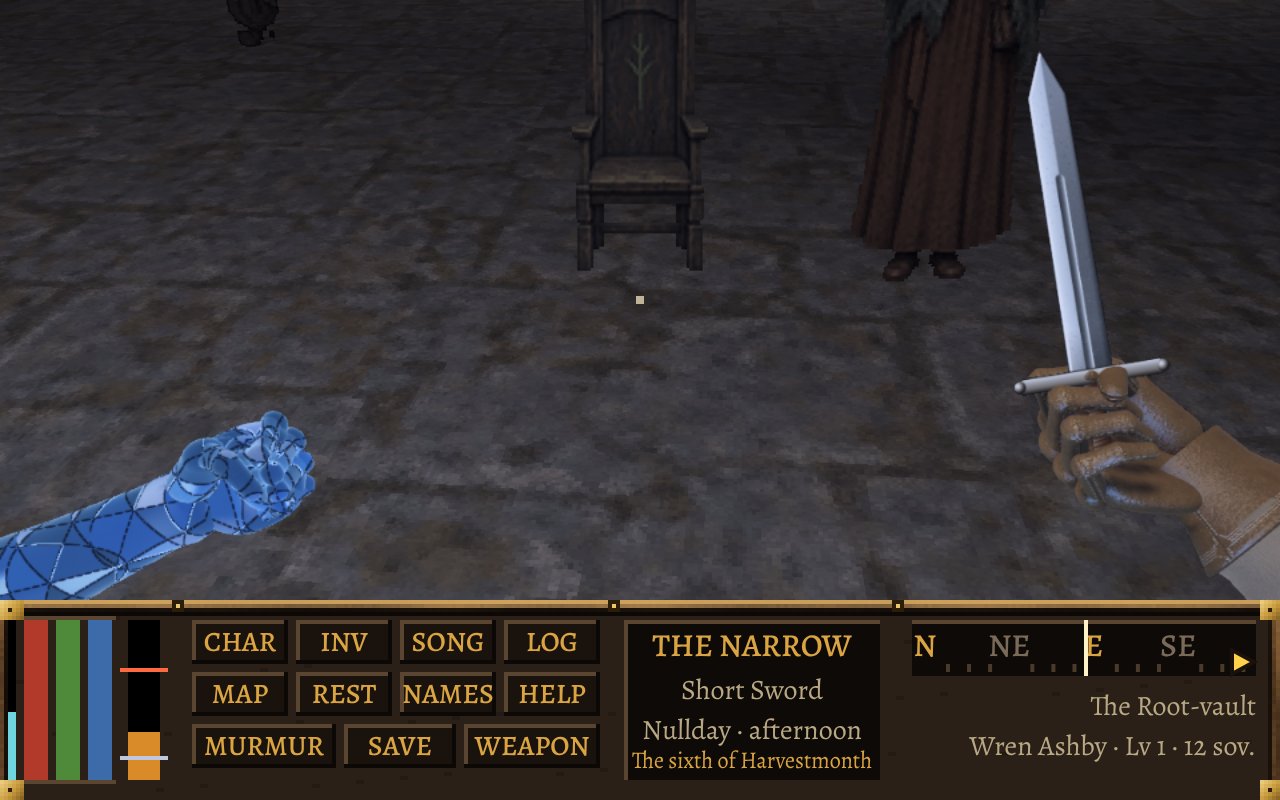 CHAR INV SONG LOG
MAP REST NAMES HELP
MURMUR SAVE WEAPON
THE NARROW
Short Sword
Nullday · afternoon
The sixth of Harvestmonth
N NE E SE
The Root-vault
Wren Ashby · Lv 1 · 12 sov.